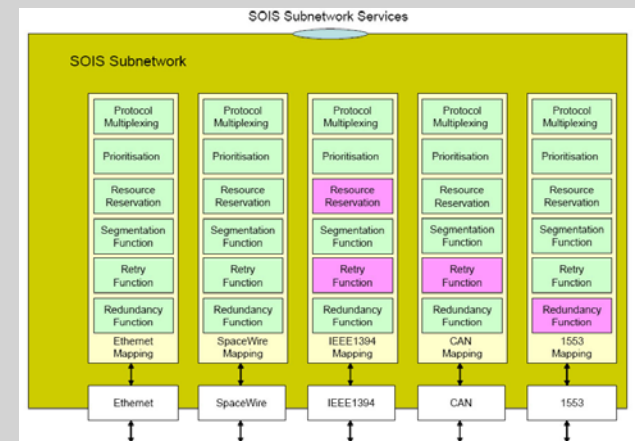 SOIS Subnetwork Services
SOIS Subnetwork
Protocol
Multiplexing
Prioritisation
Resource
Reservation
Segmentation
Function
Retry
Function
Redundancy
Function
Ethernet
Mapping
Ethernet
Protocol
Multiplexing
Prioritisation
Resource
Reservation
Segmentation
Function
Retry
Function
Redundancy
Function
SpaceWire
Mapping
SpaceWire
Protocol
Multiplexing
Prioritisation
Resource
Reservation
Segmentation
Function
Retry
Function
Redundancy
Function
IEEE1394
Mapping
IEEE1394
Protocol
Multiplexing
Prioritisation
Resource
Reservation
Segmentation
Function
Retry
Function
Redundancy
Function
CAN
Mapping
CAN
Protocol
Multiplexing
Prioritisation
Resource
Reservation
Segmentation
Function
Retry
Function
Redundancy
Function
1553
Mapping
1553